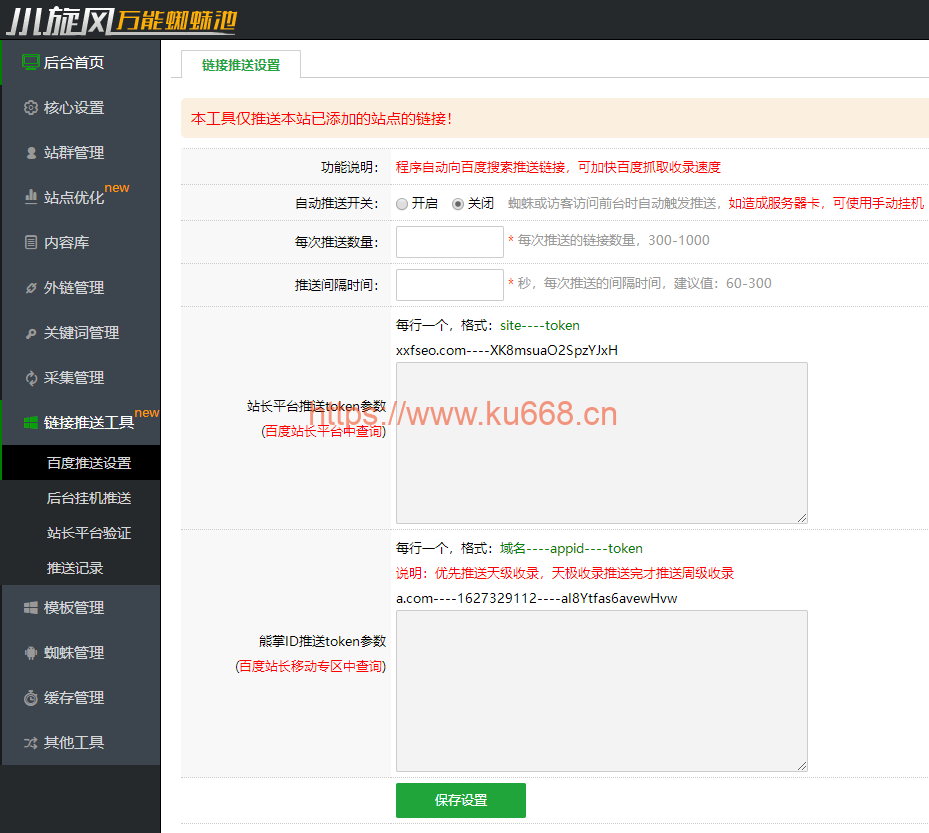 小旋风万能蜘蛛池
后台首页
核心设置
站群管理
站点优化new
内容库
外链管理
关键词管理
采集管理
链接推送工具new
百度推送设置
后台挂机推送
站长平台验证
推送记录
模板管理
蜘蛛管理
缓存管理
其他工具
链接推送设置
本工具仅推送本站已添加的站点的链接！
功能说明： 程序自动向百度搜索推送链接，可加快百度抓取收录速度
自动推送开关： 开启 关闭 蜘蛛或访客访问前台时自动触发推送，如造成服务器卡，可使用手动挂机
每次推送数量： * 每次推送的链接数量，300-1000
推送间隔时间： * 秒，每次推送的间隔时间，建议值：60-300
每行一个，格式：site----token
xxfseo.com----XK8msuaO2SpzYJxH
站长平台推送token参数
(百度站长平台中查询)
https://www.ku668.cn
每行一个，格式：域名----appid----token
说明：优先推送天级收录，天极收录推送完才推送周级收录
a.com----1627329112----al8Ytfas6avewHvw
熊掌ID推送token参数
(百度站长移动专区中查询)
保存设置